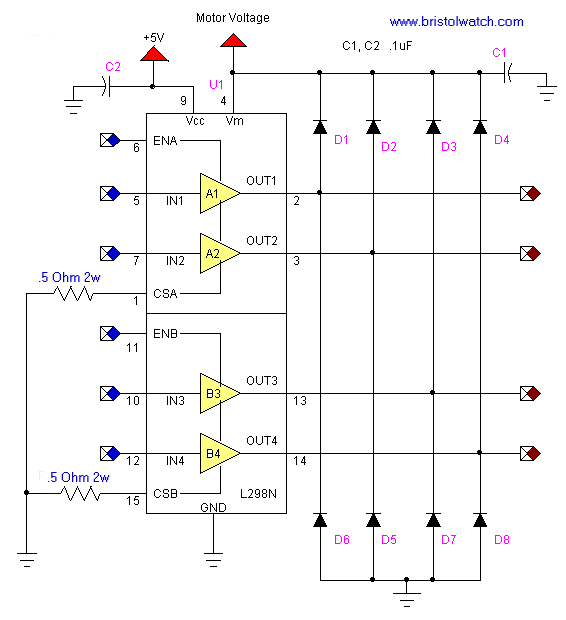 Motor Voltage
www.bristolwatch.com
+5V
C1, C2 .1uF
C1
C2
U1
9
4
Vcc
Vm
6
ENA
D1
D2
D3
D4
A1
OUT1
5
IN1
2
A2
OUT2
7
IN2
3
.5 Ohm 2w
1
CSA
ENB
11
B3
OUT3
10
IN3
13
B4
OUT4
12
IN4
14
.5 Ohm 2w
15
CSB
L298N
GND
D6
D5
D7
D8